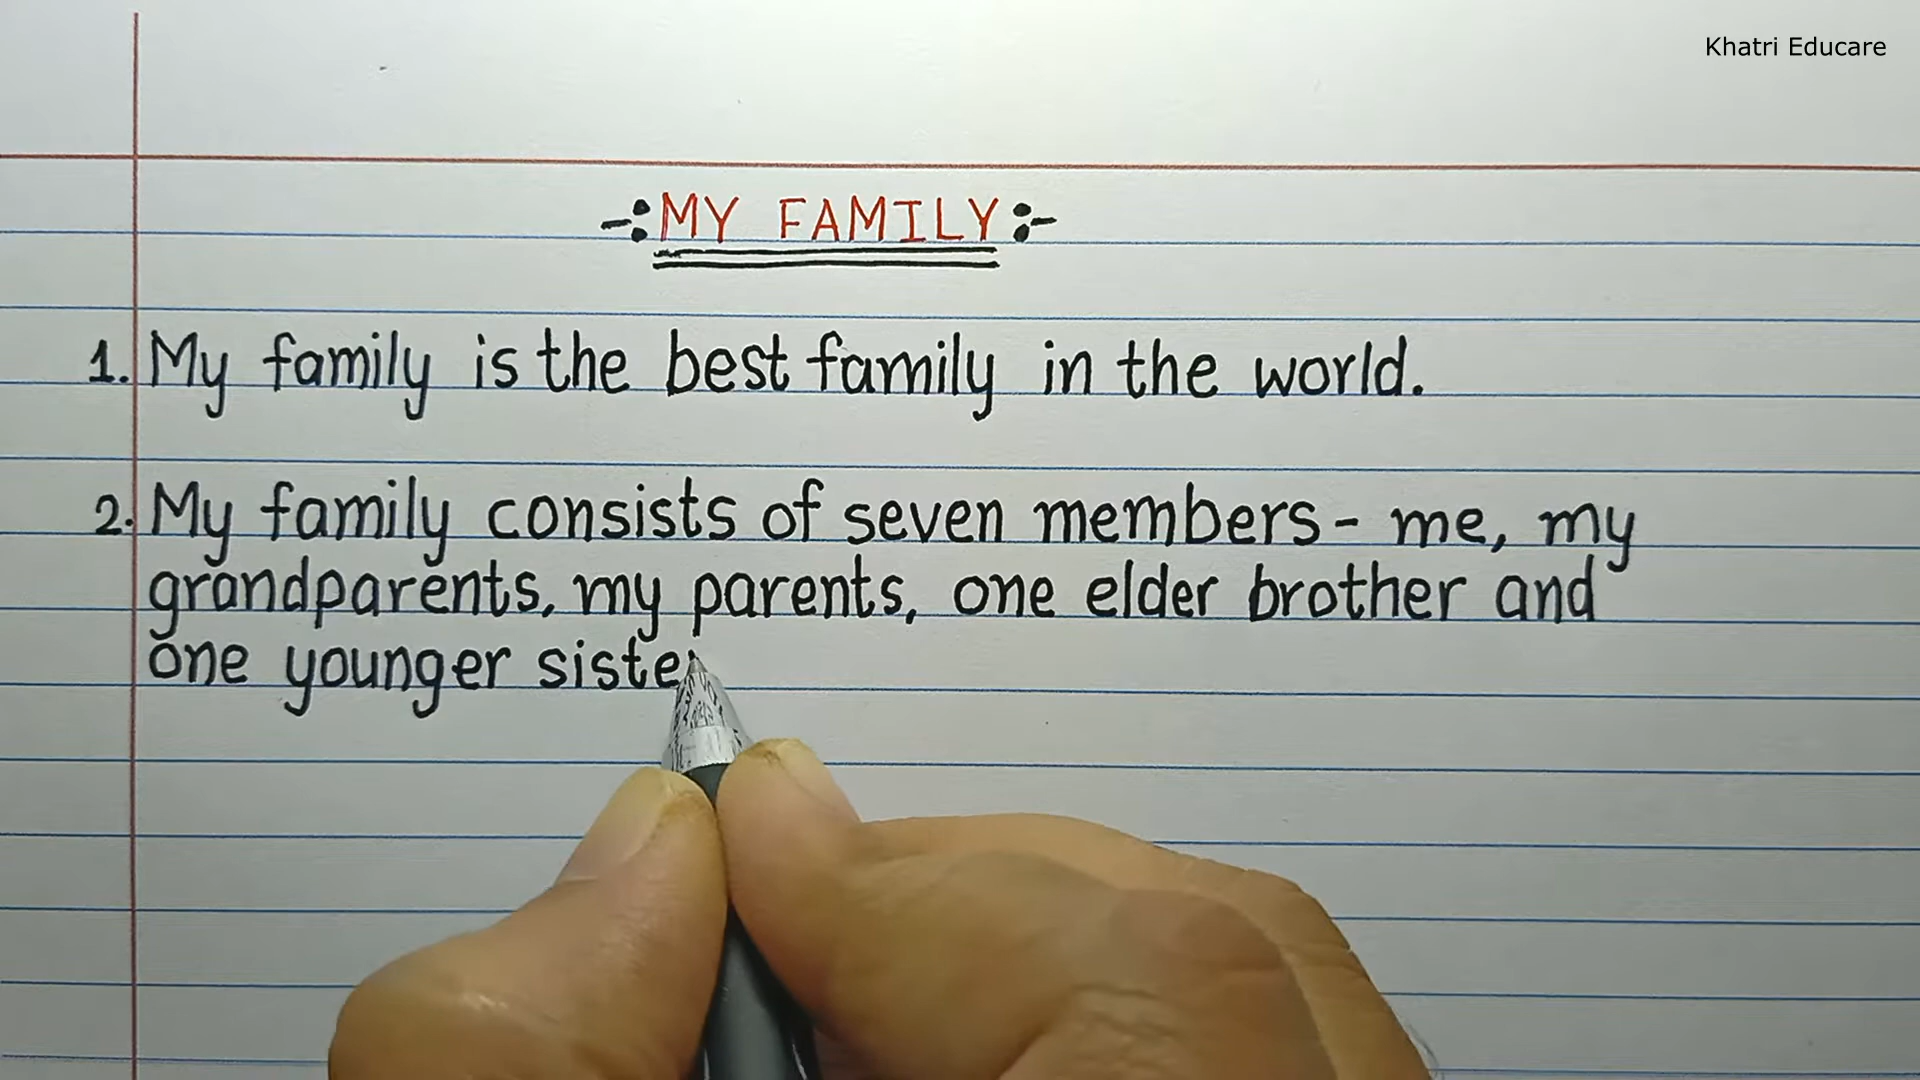 Khatri Educare
-:MY FAMILY:-
1. My family is the best family in the world.
2. My family consists of seven members - me, my
grandparents, my parents, one elder brother and
one younger siste